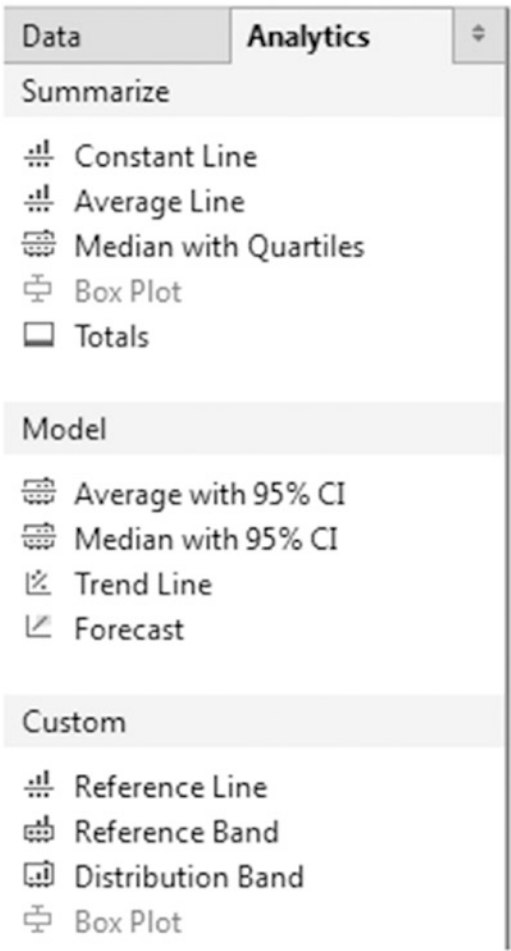 Data Analytics
Summarize
Constant Line
Average Line
Median with Quartiles
Box Plot
Totals
Model
Average with 95% CI
Median with 95% CI
Trend Line
Forecast
Custom
Reference Line
Reference Band
Distribution Band
Box Plot